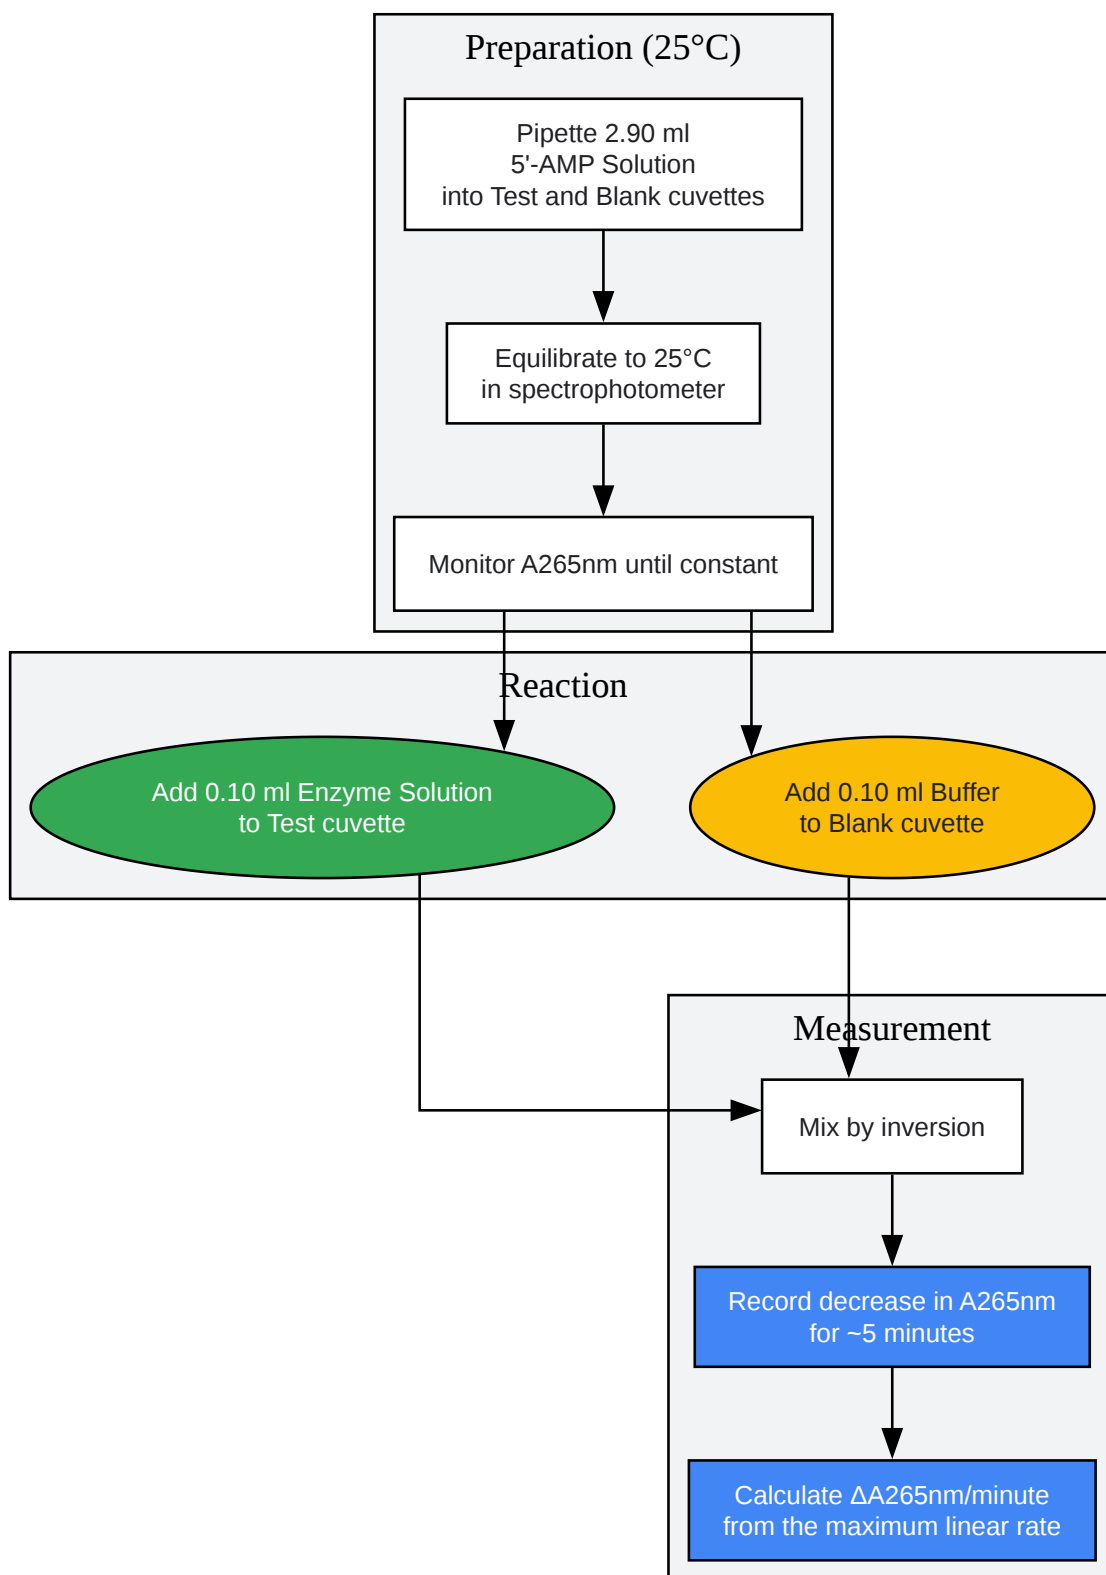 Preparation (25°C)
Pipette 2.90 ml
5'-AMP Solution
into Test and Blank cuvettes
Equilibrate to 25°C
in spectrophotometer
Monitor A265nm until constant
Reaction
Add 0.10 ml Enzyme Solution
to Test cuvette
Add 0.10 ml Buffer
to Blank cuvette
Measurement
Mix by inversion
Record decrease in A265nm
for ~5 minutes
Calculate ΔA265nm/minute
from the maximum linear rate